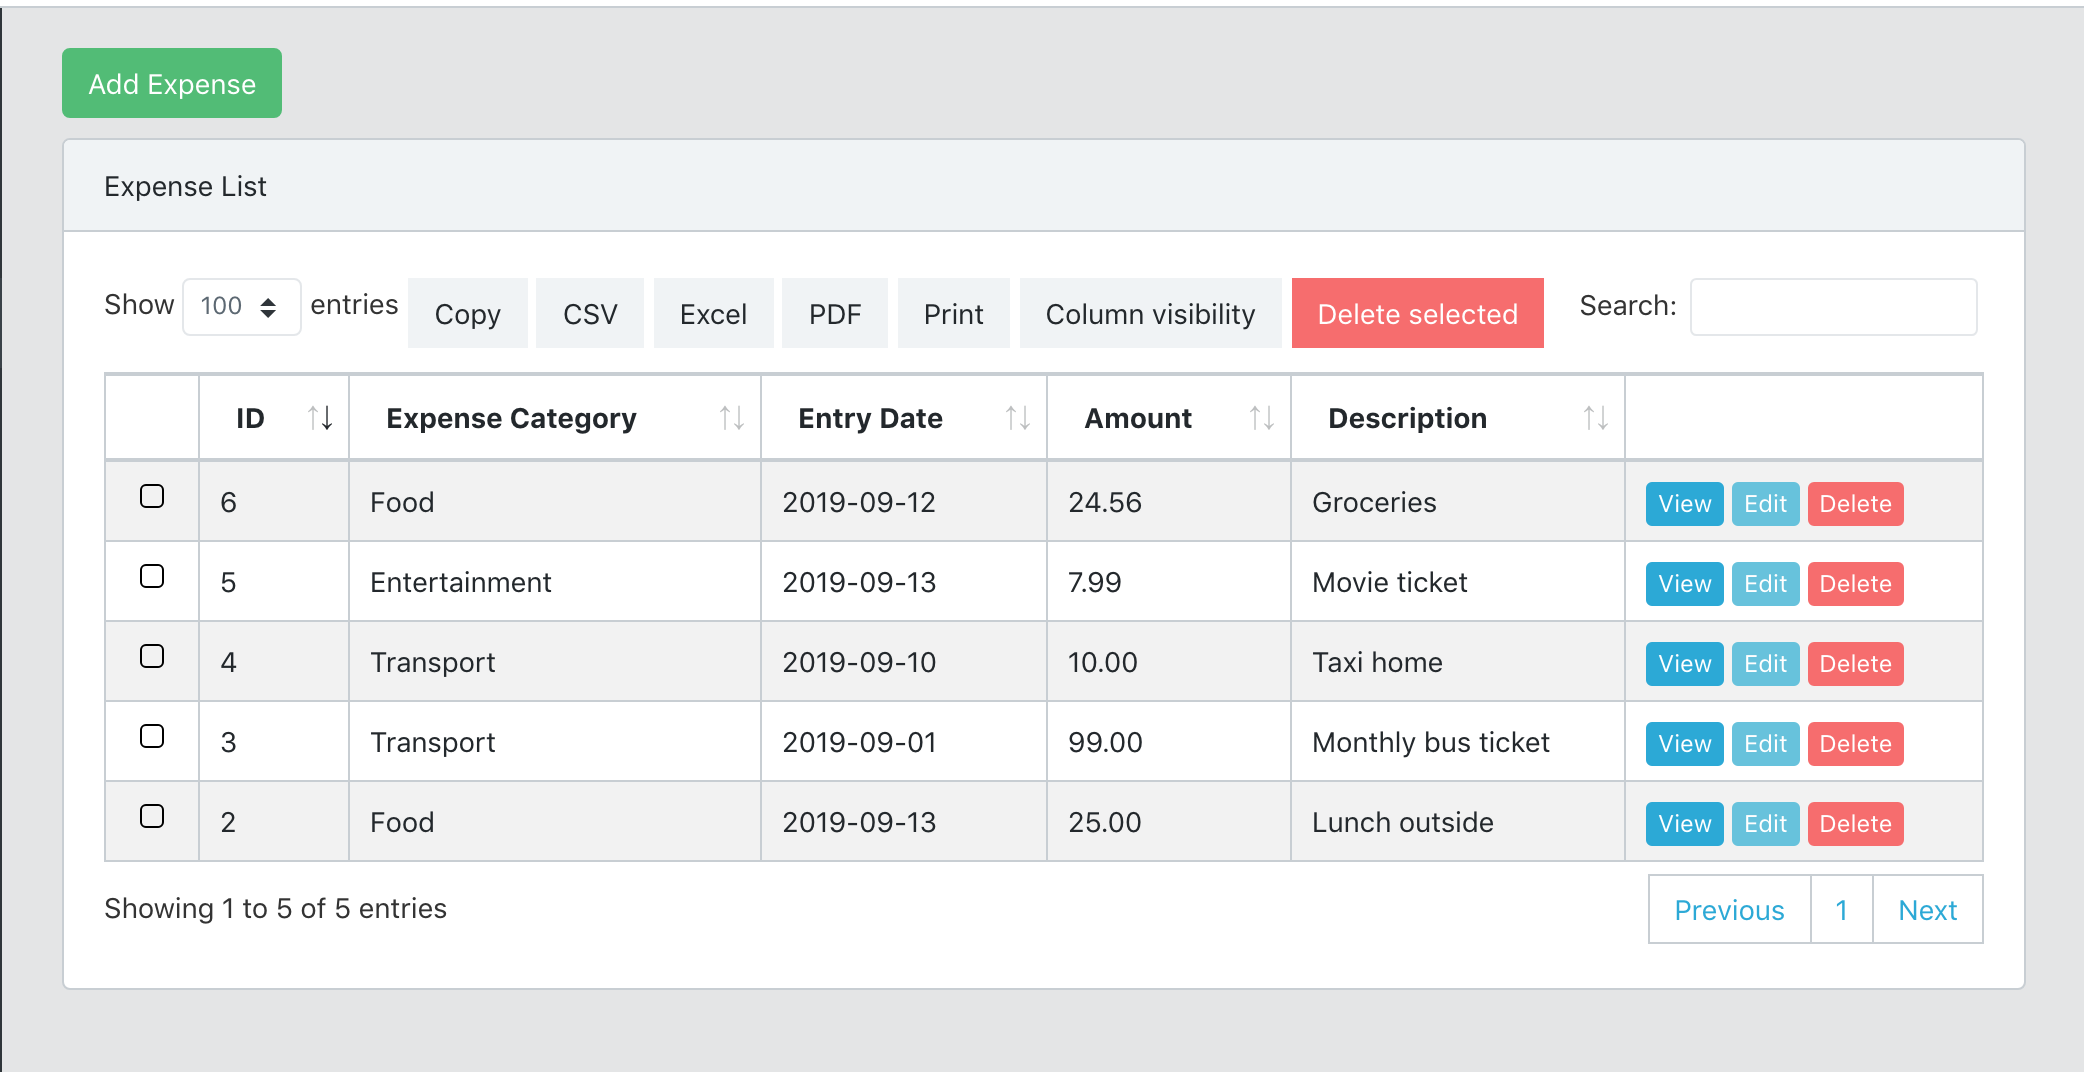 Add Expense
Expense List
Show 100 entries Copy CSV Excel PDF Print Column visibility Delete selected Search:
ID Expense Category Entry Date Amount Description
6 Food 2019-09-12 24.56 Groceries View Edit Delete
5 Entertainment 2019-09-13 7.99 Movie ticket View Edit Delete
4 Transport 2019-09-10 10.00 Taxi home View Edit Delete
3 Transport 2019-09-01 99.00 Monthly bus ticket View Edit Delete
2 Food 2019-09-13 25.00 Lunch outside View Edit Delete
Showing 1 to 5 of 5 entries Previous 1 Next